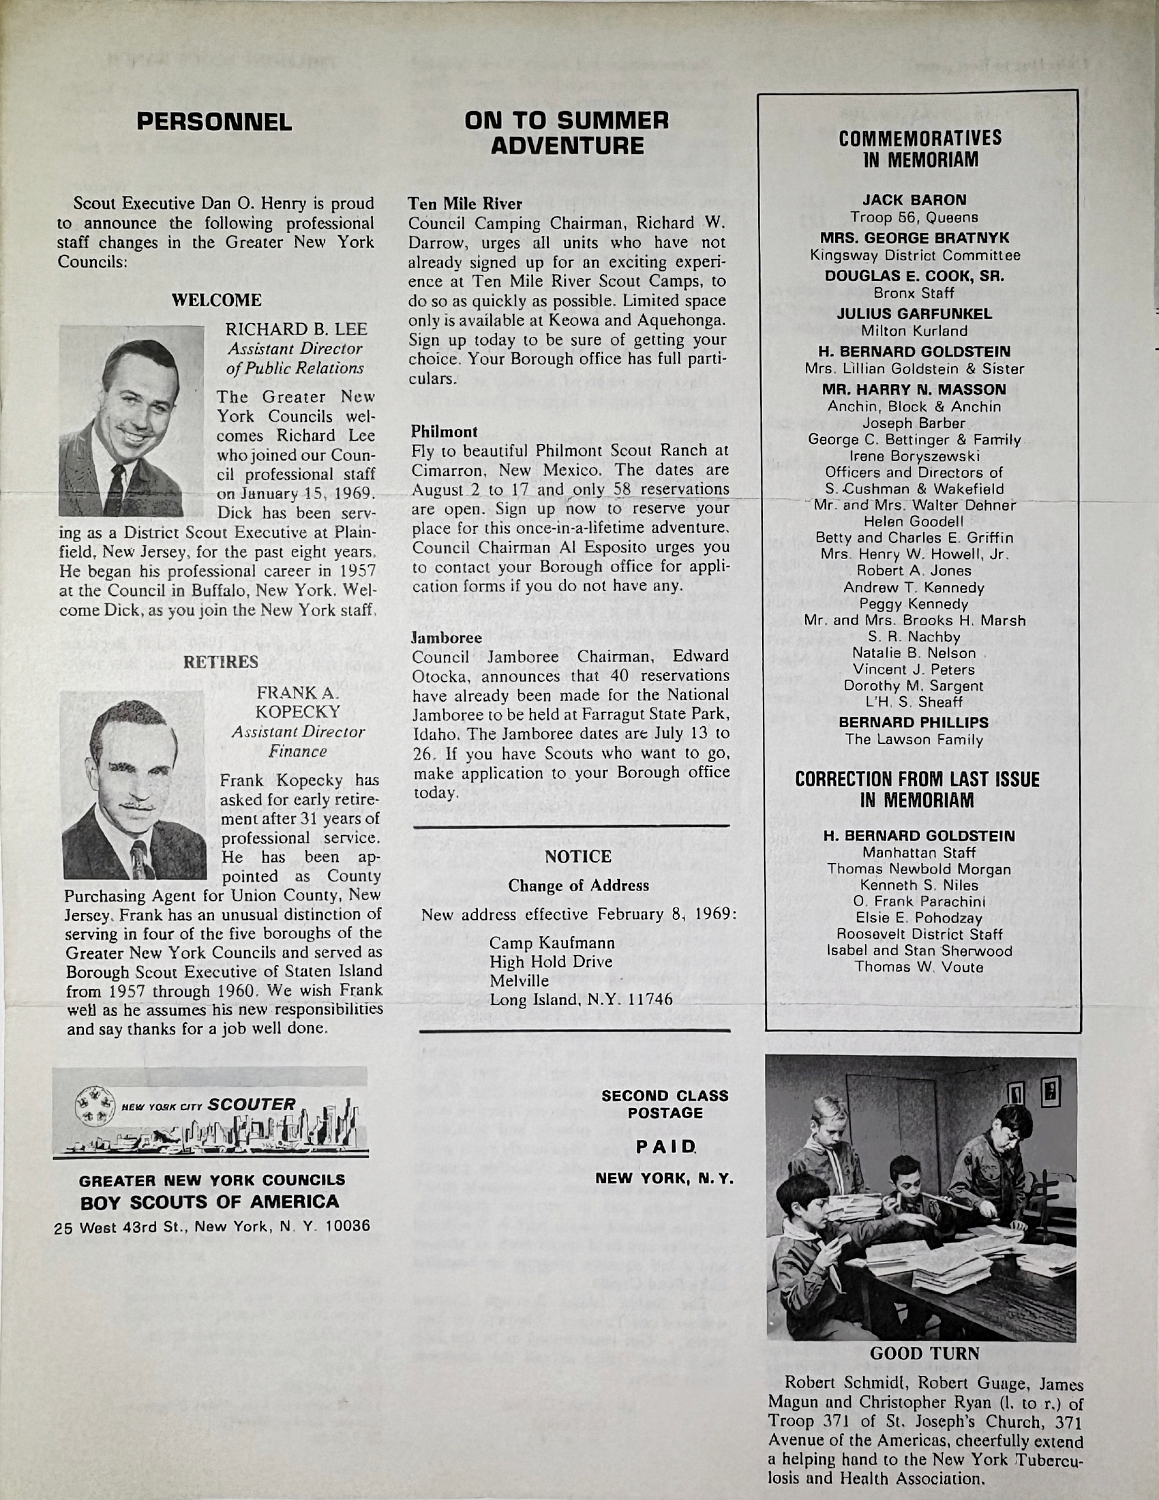 PERSONNEL
Scout Executive Dan O. Henry is proud
to announce the following professional
staff changes in the Greater New York
Councils:
WELCOME
RICHARD B. LEE
Assistant Director
of Public Relations
The Greater New
York Councils wel-
comes Richard Lee
who joined our Coun-
cil professional staff
on January 15, 1969.
Dick has been serv-
ing as a District Scout Executive at Plain-
field, New Jersey, for the past eight years.
He began his professional career in 1957
at the Council in Buffalo, New York. Wel-
come Dick, as you join the New York staff.
RETIRES
FRANK A.
KOPECKY
Assistant Director
Finance
Frank Kopecky has
asked for early retire-
ment after 31 years of
professional service.
He has been ap-
pointed as County
Purchasing Agent for Union County, New
Jersey. Frank has an unusual distinction of
serving in four of the five boroughs of the
Greater New York Councils and served as
Borough Scout Executive of Staten Island
from 1957 through 1960. We wish Frank
well as he assumes his new responsibilities
and say thanks for a job well done.
NEW YORK CITY SCOUTER
GREATER NEW YORK COUNCILS
BOY SCOUTS OF AMERICA
25 West 43rd St., New York, N. Y. 10036
ON TO SUMMER
ADVENTURE
Ten Mile River
Council Camping Chairman, Richard W.
Darrow, urges all units who have not
already signed up for an exciting experi-
ence at Ten Mile River Scout Camps, to
do so as quickly as possible. Limited space
only is available at Keowa and Aquehonga.
Sign up today to be sure of getting your
choice. Your Borough office has full parti-
culars.
Philmont
Fly to beautiful Philmont Scout Ranch at
Cimarron, New Mexico. The dates are
August 2 to 17 and only 58 reservations
are open. Sign up now to reserve your
place for this once-in-a-lifetime adventure.
Council Chairman Al Esposito urges you
to contact your Borough office for appli-
cation forms if you do not have any.
Jamboree
Council Jamboree Chairman, Edward
Otocka, announces that 40 reservations
have already been made for the National
Jamboree to be held at Farragut State Park,
Idaho. The Jamboree dates are July 13 to
26. If you have Scouts who want to go,
make application to your Borough office
today.
NOTICE
Change of Address
New address effective February 8, 1969:
Camp Kaufmann
High Hold Drive
Melville
Long Island, N.Y. 11746
SECOND CLASS
POSTAGE
PAID
NEW YORK, N. Y.
COMMEMORATIVES
IN MEMORIAM
JACK BARON
Troop 56, Queens
MRS. GEORGE BRATNYK
Kingsway District Committee
DOUGLAS E. COOK, SR.
Bronx Staff
JULIUS GARFUNKEL
Milton Kurland
H. BERNARD GOLDSTEIN
Mrs. Lillian Goldstein & Sister
MR. HARRY N. MASSON
Anchin, Block & Anchin
Joseph Barber
George C. Bettinger & Family
Irene Boryszewski
Officers and Directors of
S. Cushman & Wakefield
Mr. and Mrs. Walter Dehner
Helen Goodell
Betty and Charles E. Griffin
Mrs. Henry W. Howell, Jr.
Robert A. Jones
Andrew T. Kennedy
Peggy Kennedy
Mr. and Mrs. Brooks H. Marsh
S. R. Nachby
Natalie B. Nelson
Vincent J. Peters
Dorothy M. Sargent
L'H. S. Sheaff
BERNARD PHILLIPS
The Lawson Family
CORRECTION FROM LAST ISSUE
IN MEMORIAM
H. BERNARD GOLDSTEIN
Manhattan Staff
Thomas Newbold Morgan
Kenneth S. Niles
O. Frank Parachini
Elsie E. Pohodzay
Roosevelt District Staff
Isabel and Stan Sherwood
Thomas W. Voute
GOOD TURN
Robert Schmidt, Robert Guage, James
Magun and Christopher Ryan (l. to r.) of
Troop 371 of St. Joseph's Church, 371
Avenue of the Americas, cheerfully extend
a helping hand to the New York Tubercu-
losis and Health Association.